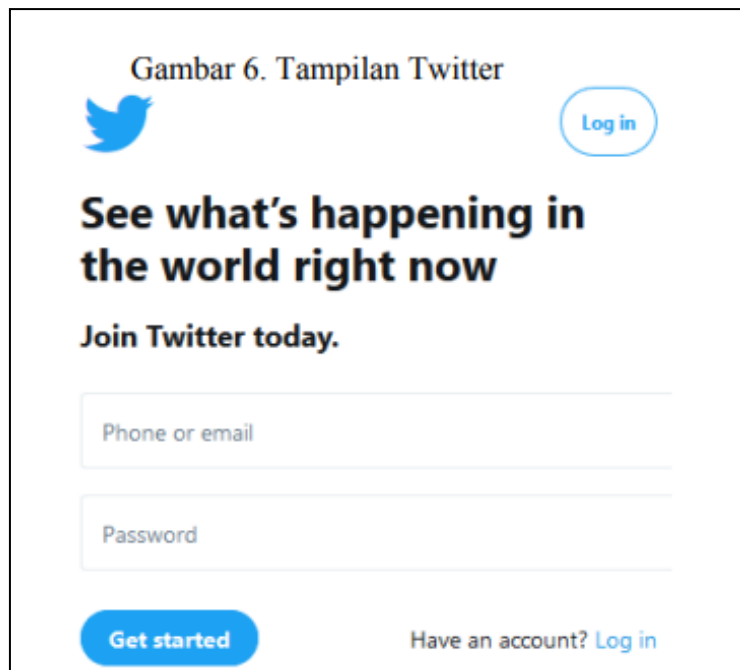 Gambar 6. Tampilan Twitter
Log in
See what's happening in
the world right now
Join Twitter today.
Phone or email
Password
Get started
Have an account? Log in